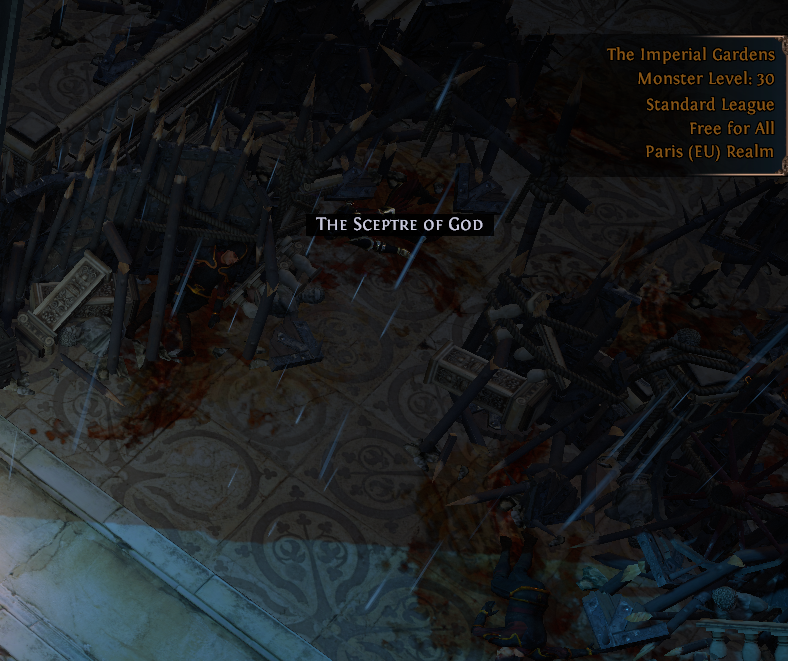 The Imperial Gardens
Monster Level: 30
Standard League
Free for All
Paris (EU) Realm
The Sceptre of God